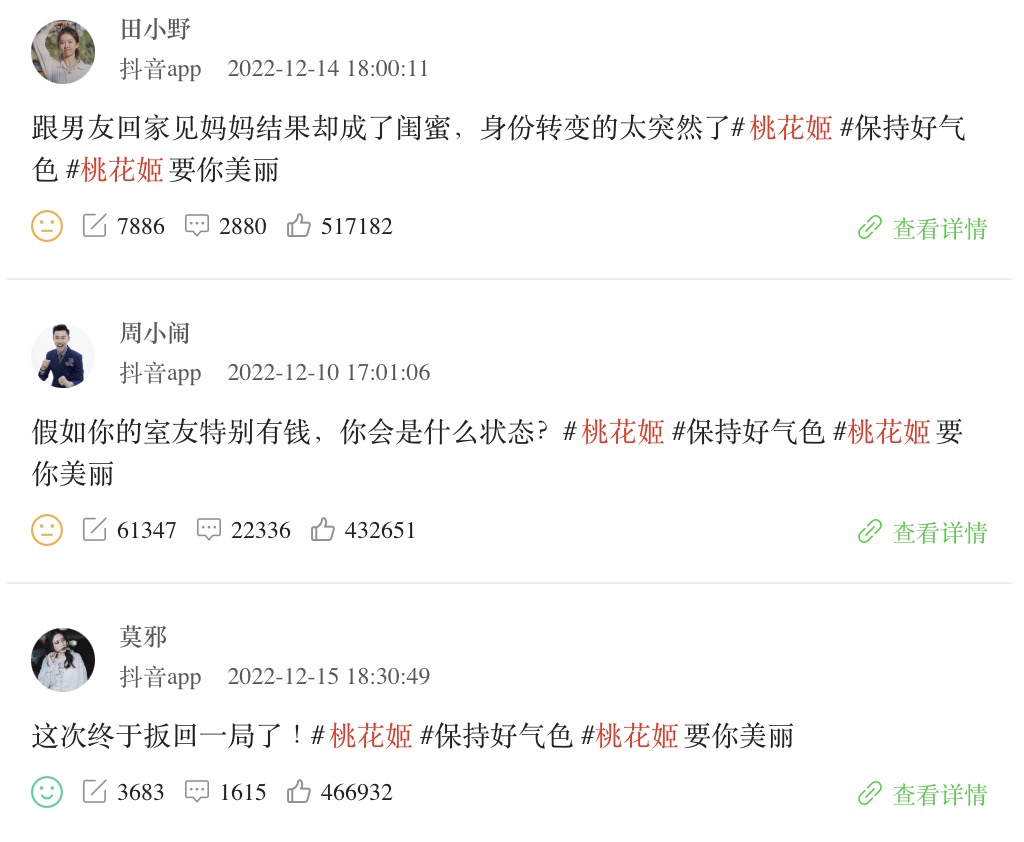 田小野
抖音app 2022-12-14 18:00:11
跟男友回家见妈妈结果却成了闺蜜，身份转变的太突然了#桃花姬 #保持好气
色 #桃花姬要你美丽
7886 2880 517182 查看详情
周小闹
抖音app 2022-12-10 17:01:06
假如你的室友特别有钱，你会是什么状态？#桃花姬 #保持好气色 #桃花姬要
你美丽
61347 22336 432651 查看详情
莫邪
抖音app 2022-12-15 18:30:49
这次终于扳回一局了！#桃花姬 #保持好气色 #桃花姬要你美丽
3683 1615 466932 查看详情